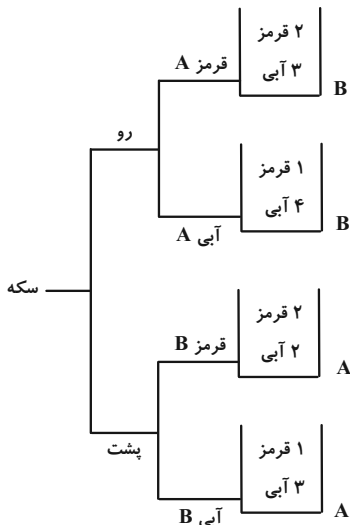 ۲ قرمز
۳ آبی
B
قرمز A
رو
۱ قرمز
۴ آبی
B
آبی A
سکه
۲ قرمز
۲ آبی
A
قرمز B
پشت
۱ قرمز
۳ آبی
A
آبی B